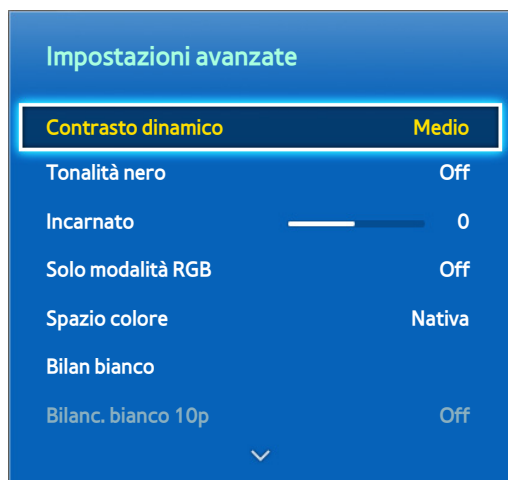 Impostazioni avanzate
Contrasto dinamico Medio
Tonalità nero Off
Incarnato 0
Solo modalità RGB Off
Spazio colore Nativa
Bilan bianco
Bilanc. bianco 10p Off